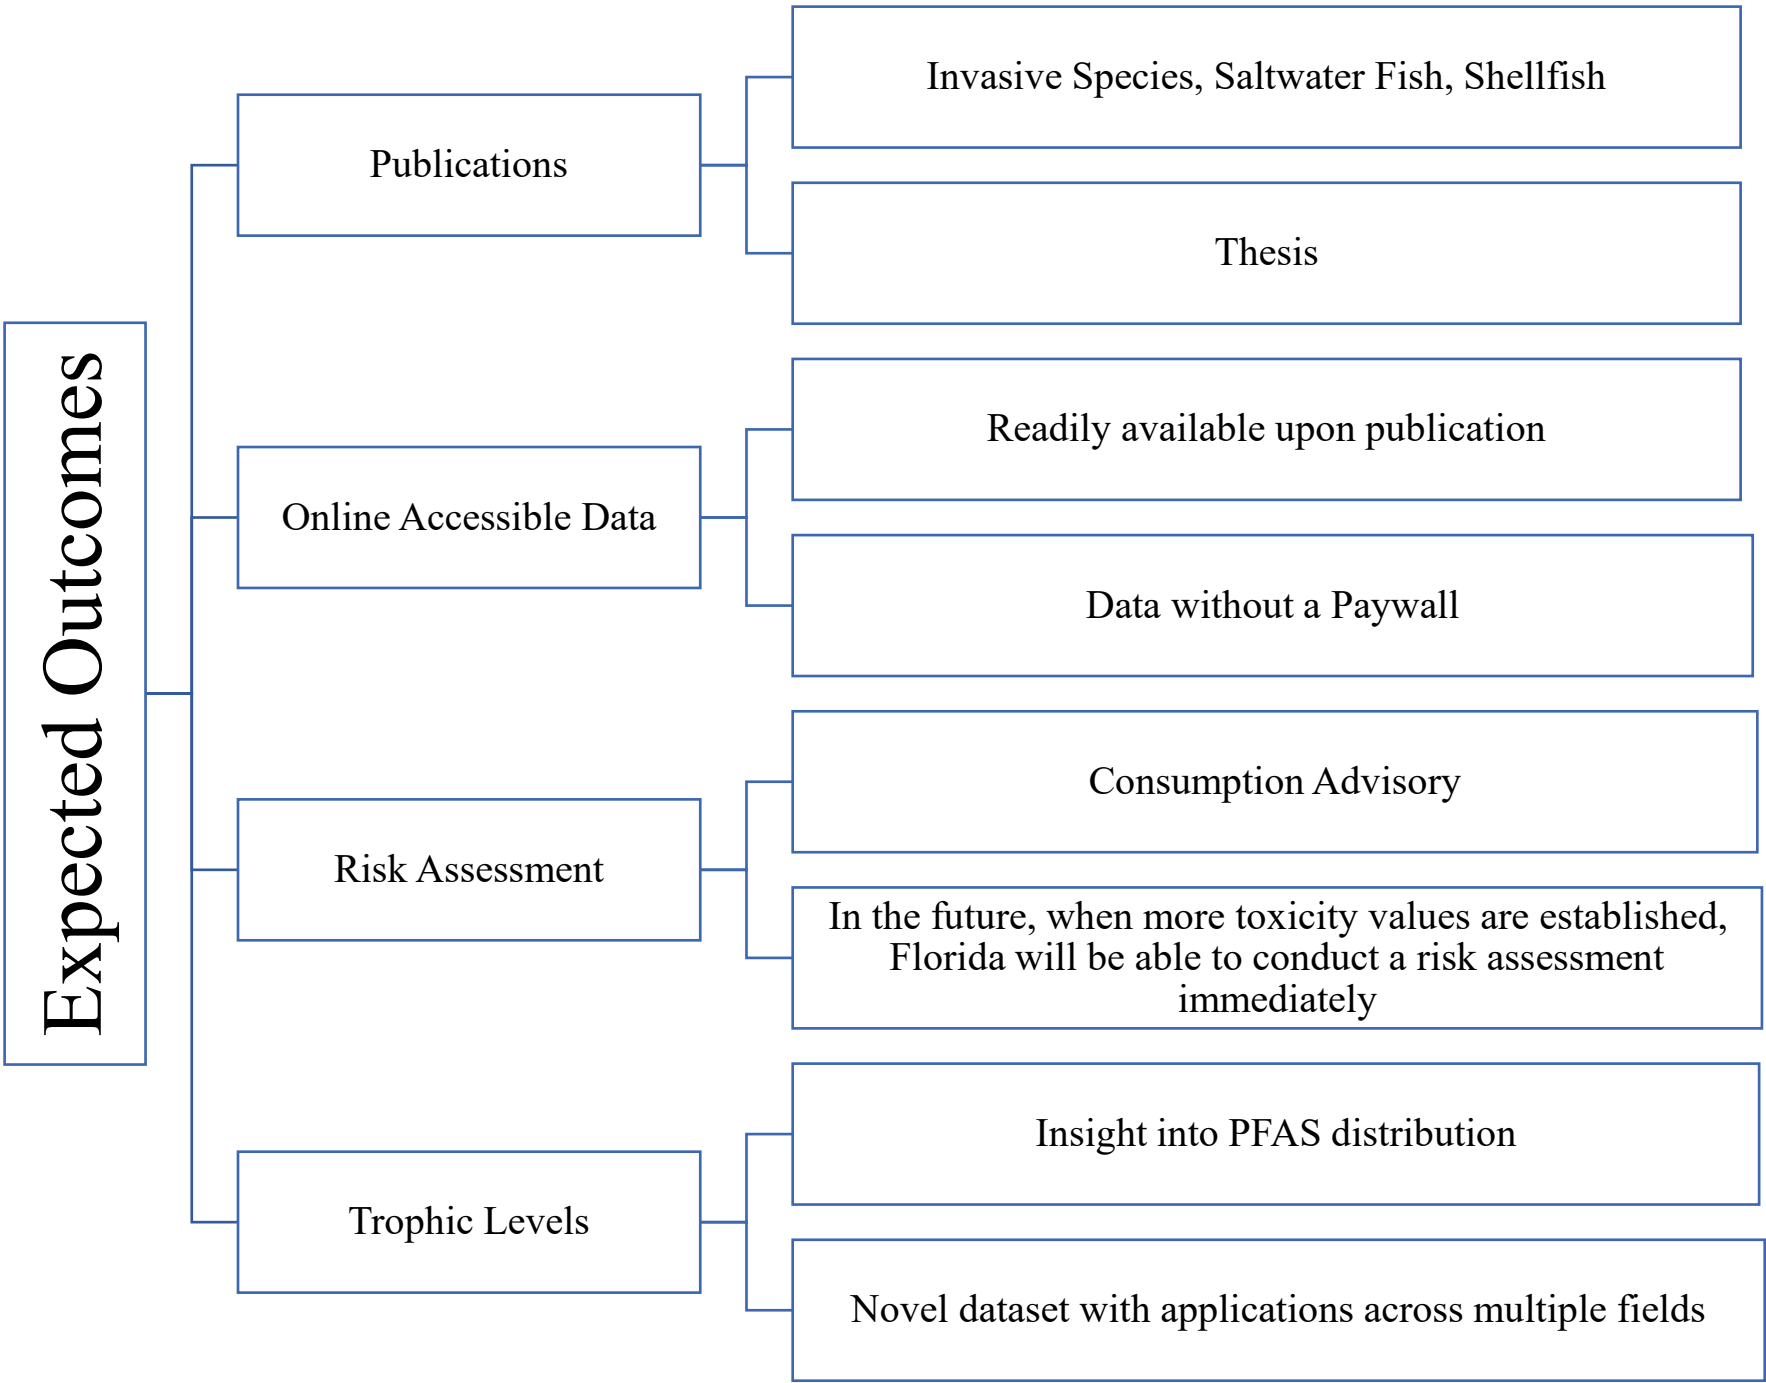 Expected Outcomes
Publications
Invasive Species, Saltwater Fish, Shellfish
Thesis
Online Accessible Data
Readily available upon publication
Data without a Paywall
Risk Assessment
Consumption Advisory
In the future, when more toxicity values are established,
Florida will be able to conduct a risk assessment
immediately
Trophic Levels
Insight into PFAS distribution
Novel dataset with applications across multiple fields